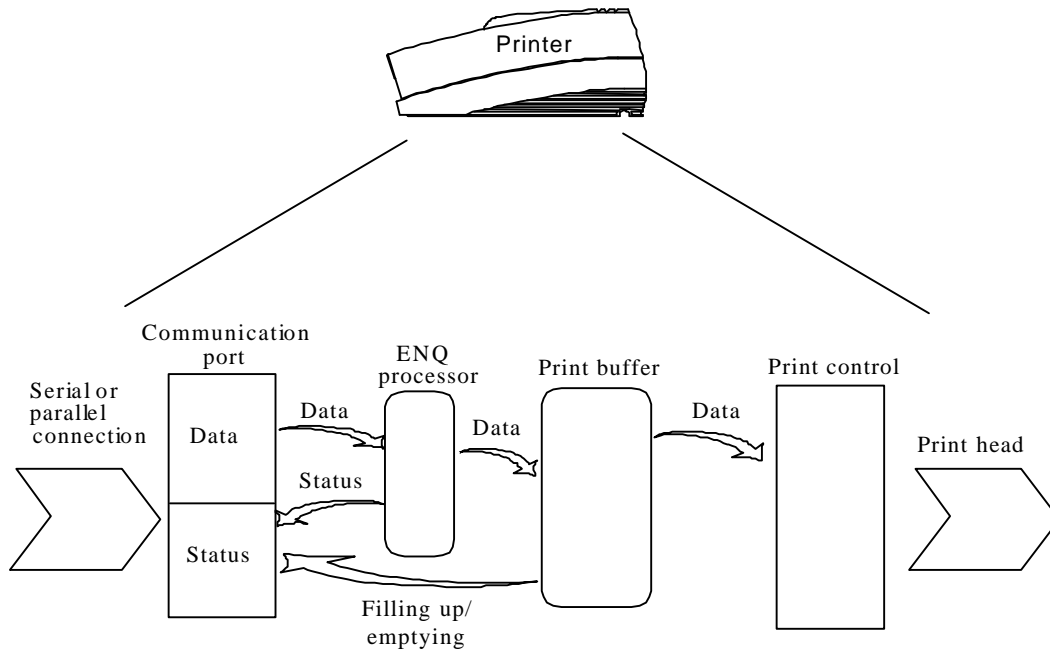 Printer
Communication
port
ENQ
processor
Print buffer
Print control
Serial or
parallel
connection
Data
Data
Data
Data
Print head
Status
Status
Filling up/
emptying